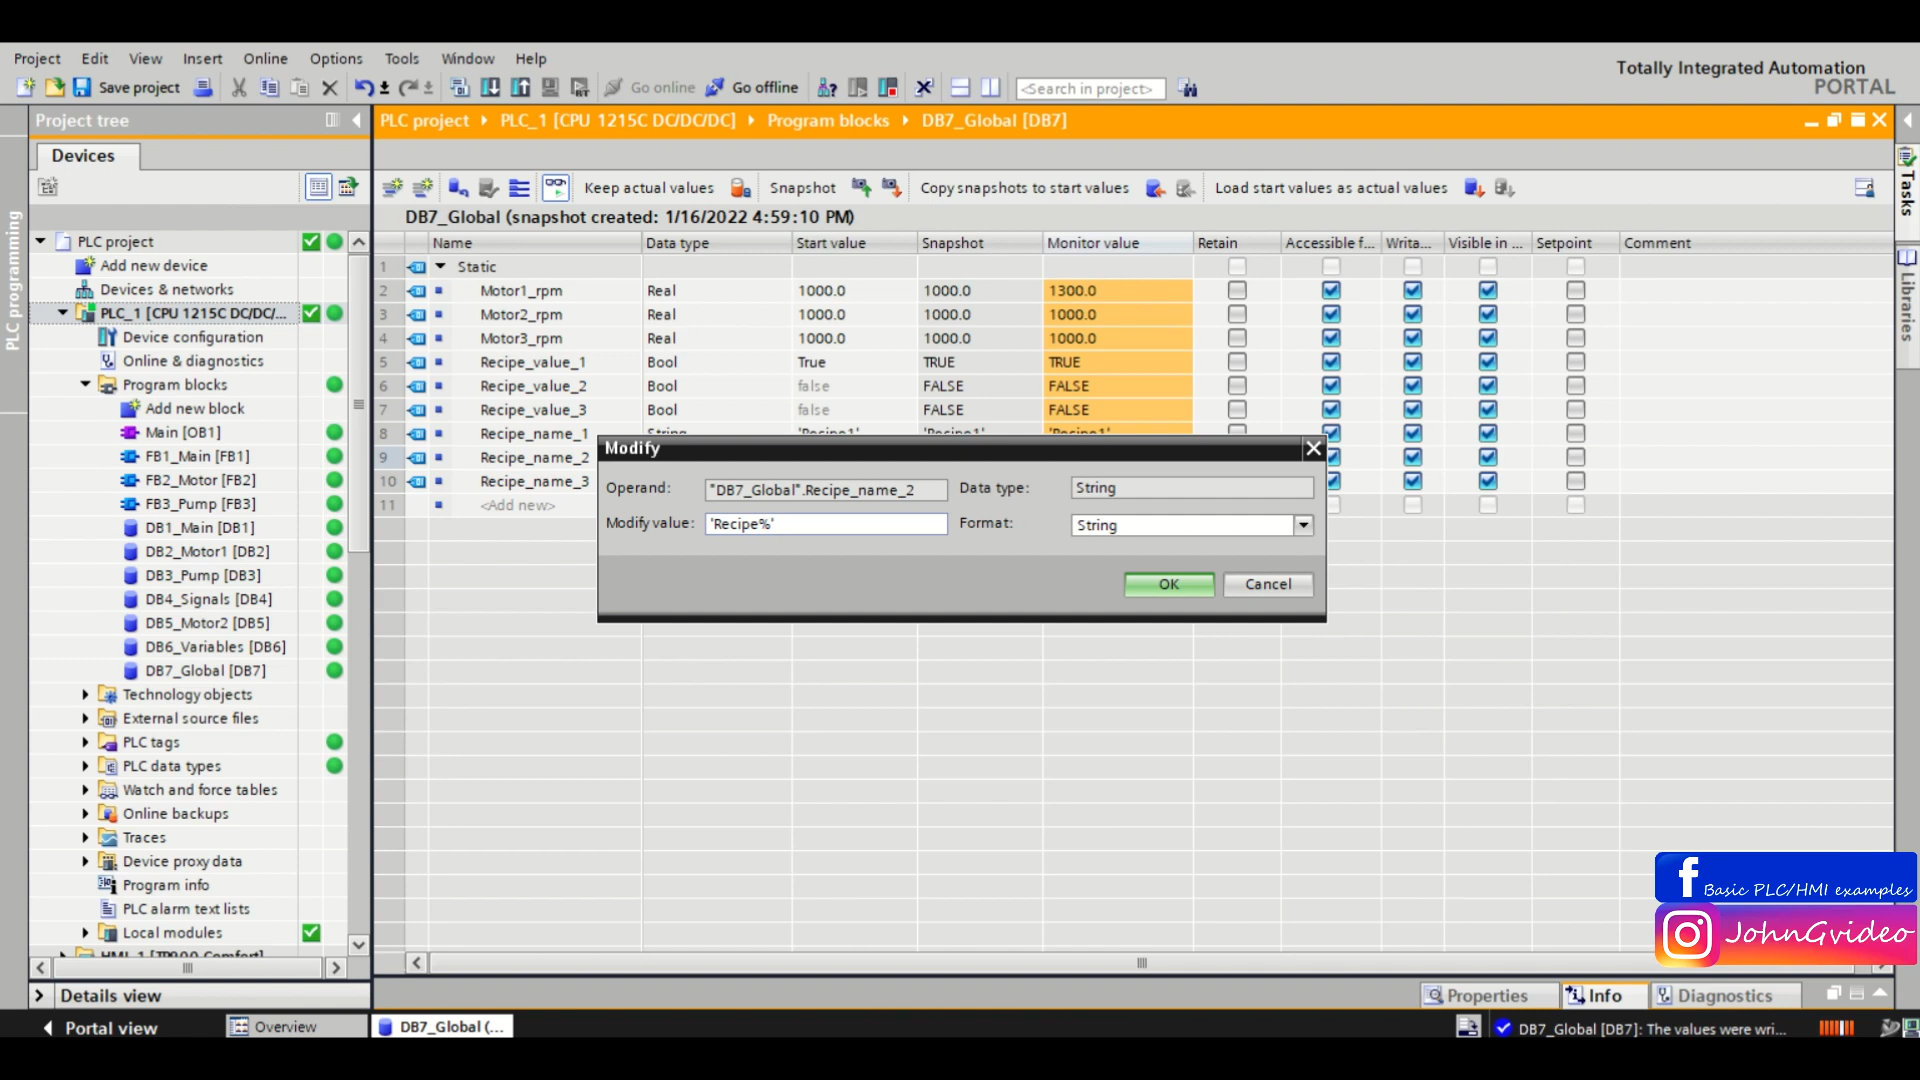 Project Edit View Insert Online Options Tools Window Help
Totally Integrated Automation
PORTAL
Save project Go online Go offline <Search in project>
Project tree
PLC project PLC_1 [CPU 1215C DC/DC/DC] Program blocks DB7_Global [DB7]
Devices
Keep actual values Snapshot Copy snapshots to start values Load start values as actual values
DB7_Global (snapshot created: 1/16/2022 4:59:10 PM)
Name Data type Start value Snapshot Monitor value Retain Accessible f... Writa... Visible in ... Setpoint Comment
1 Static
2 Motor1_rpm Real 1000.0 1000.0 1300.0
3 Motor2_rpm Real 1000.0 1000.0 1000.0
4 Motor3_rpm Real 1000.0 1000.0 1000.0
5 Recipe_value_1 Bool True TRUE TRUE
6 Recipe_value_2 Bool false FALSE FALSE
7 Recipe_value_3 Bool false FALSE FALSE
8 Recipe_name_1 String 'Recipe1' 'Recipe1' 'Recipe1'
9 Recipe_name_2
10 Recipe_name_3
11 <Add new>
Modify
Operand: "DB7_Global".Recipe_name_2 Data type: String
Modify value: 'Recipe%' Format: String
OK Cancel
PLC programming
PLC project
Add new device
Devices & networks
PLC_1 [CPU 1215C DC/DC/...
Device configuration
Online & diagnostics
Program blocks
Add new block
Main [OB1]
FB1_Main [FB1]
FB2_Motor [FB2]
FB3_Pump [FB3]
DB1_Main [DB1]
DB2_Motor1 [DB2]
DB3_Pump [DB3]
DB4_Signals [DB4]
DB5_Motor2 [DB5]
DB6_Variables [DB6]
DB7_Global [DB7]
Technology objects
External source files
PLC tags
PLC data types
Watch and force tables
Online backups
Traces
Device proxy data
Program info
PLC alarm text lists
Local modules
HMI_1 [TP900 Comfort]
Details view
Tasks
Libraries
Basic PLC/HMI examples
JohnGvideo
Properties Info Diagnostics
Portal view Overview DB7_Global (... DB7_Global [DB7]: The values were wri...